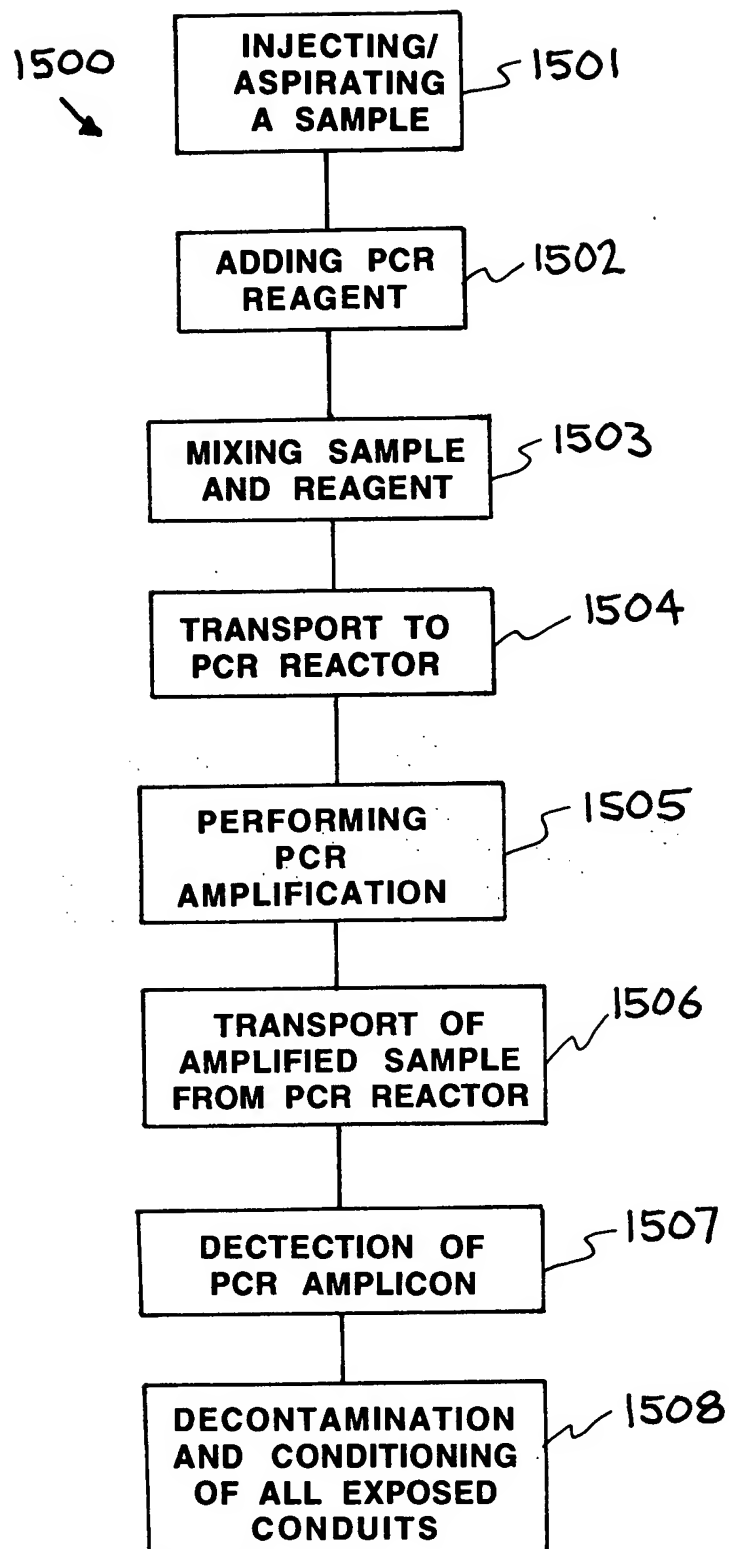 1500
INJECTING/
ASPIRATING
A SAMPLE
1501
ADDING PCR
REAGENT
1502
MIXING SAMPLE
AND REAGENT
1503
TRANSPORT TO
PCR REACTOR
1504
PERFORMING
PCR
AMPLIFICATION
1505
TRANSPORT OF
AMPLIFIED SAMPLE
FROM PCR REACTOR
1506
DECTECTION OF
PCR AMPLICON
1507
DECONTAMINATION
AND CONDITIONING
OF ALL EXPOSED
CONDUITS
1508